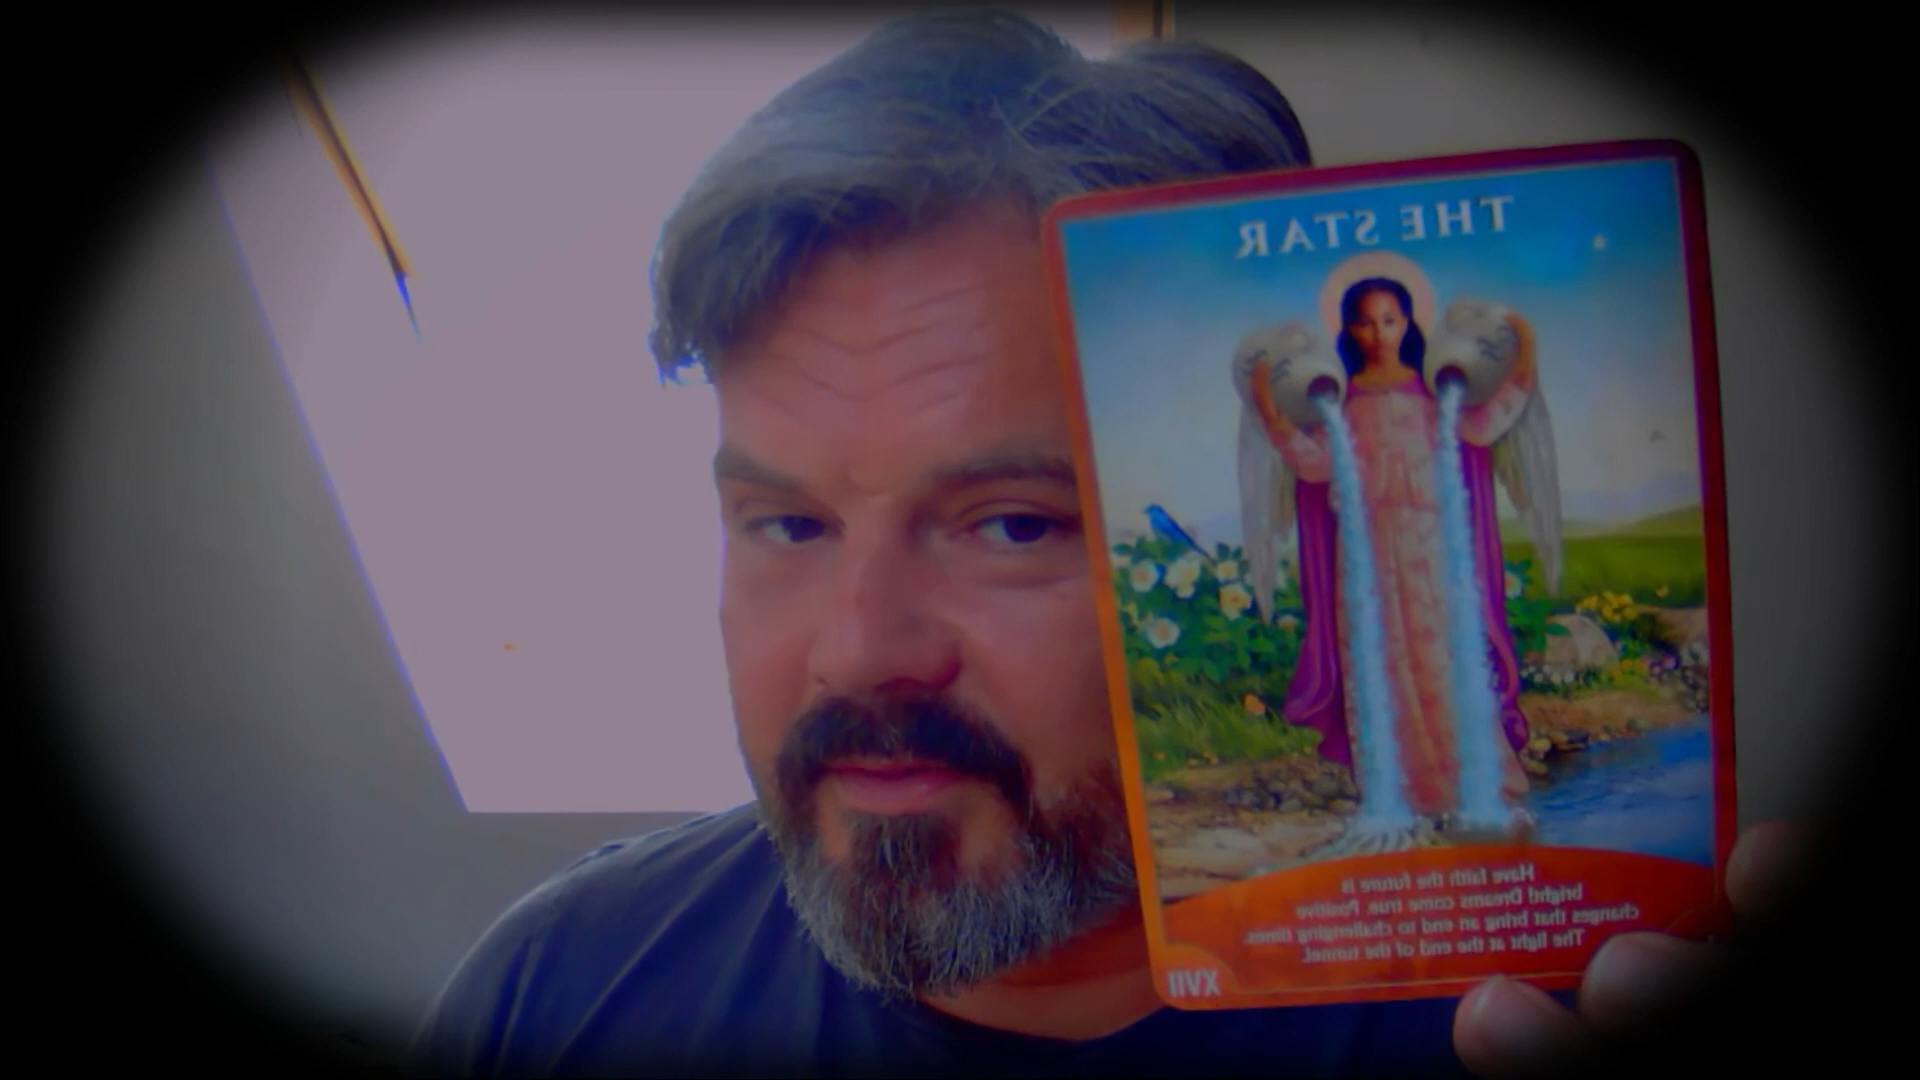 THE STAR
Have faith the future is
bright! Dreams come true. Positive
changes that bring an end to challenging times.
The light at the end of the tunnel.
XVII